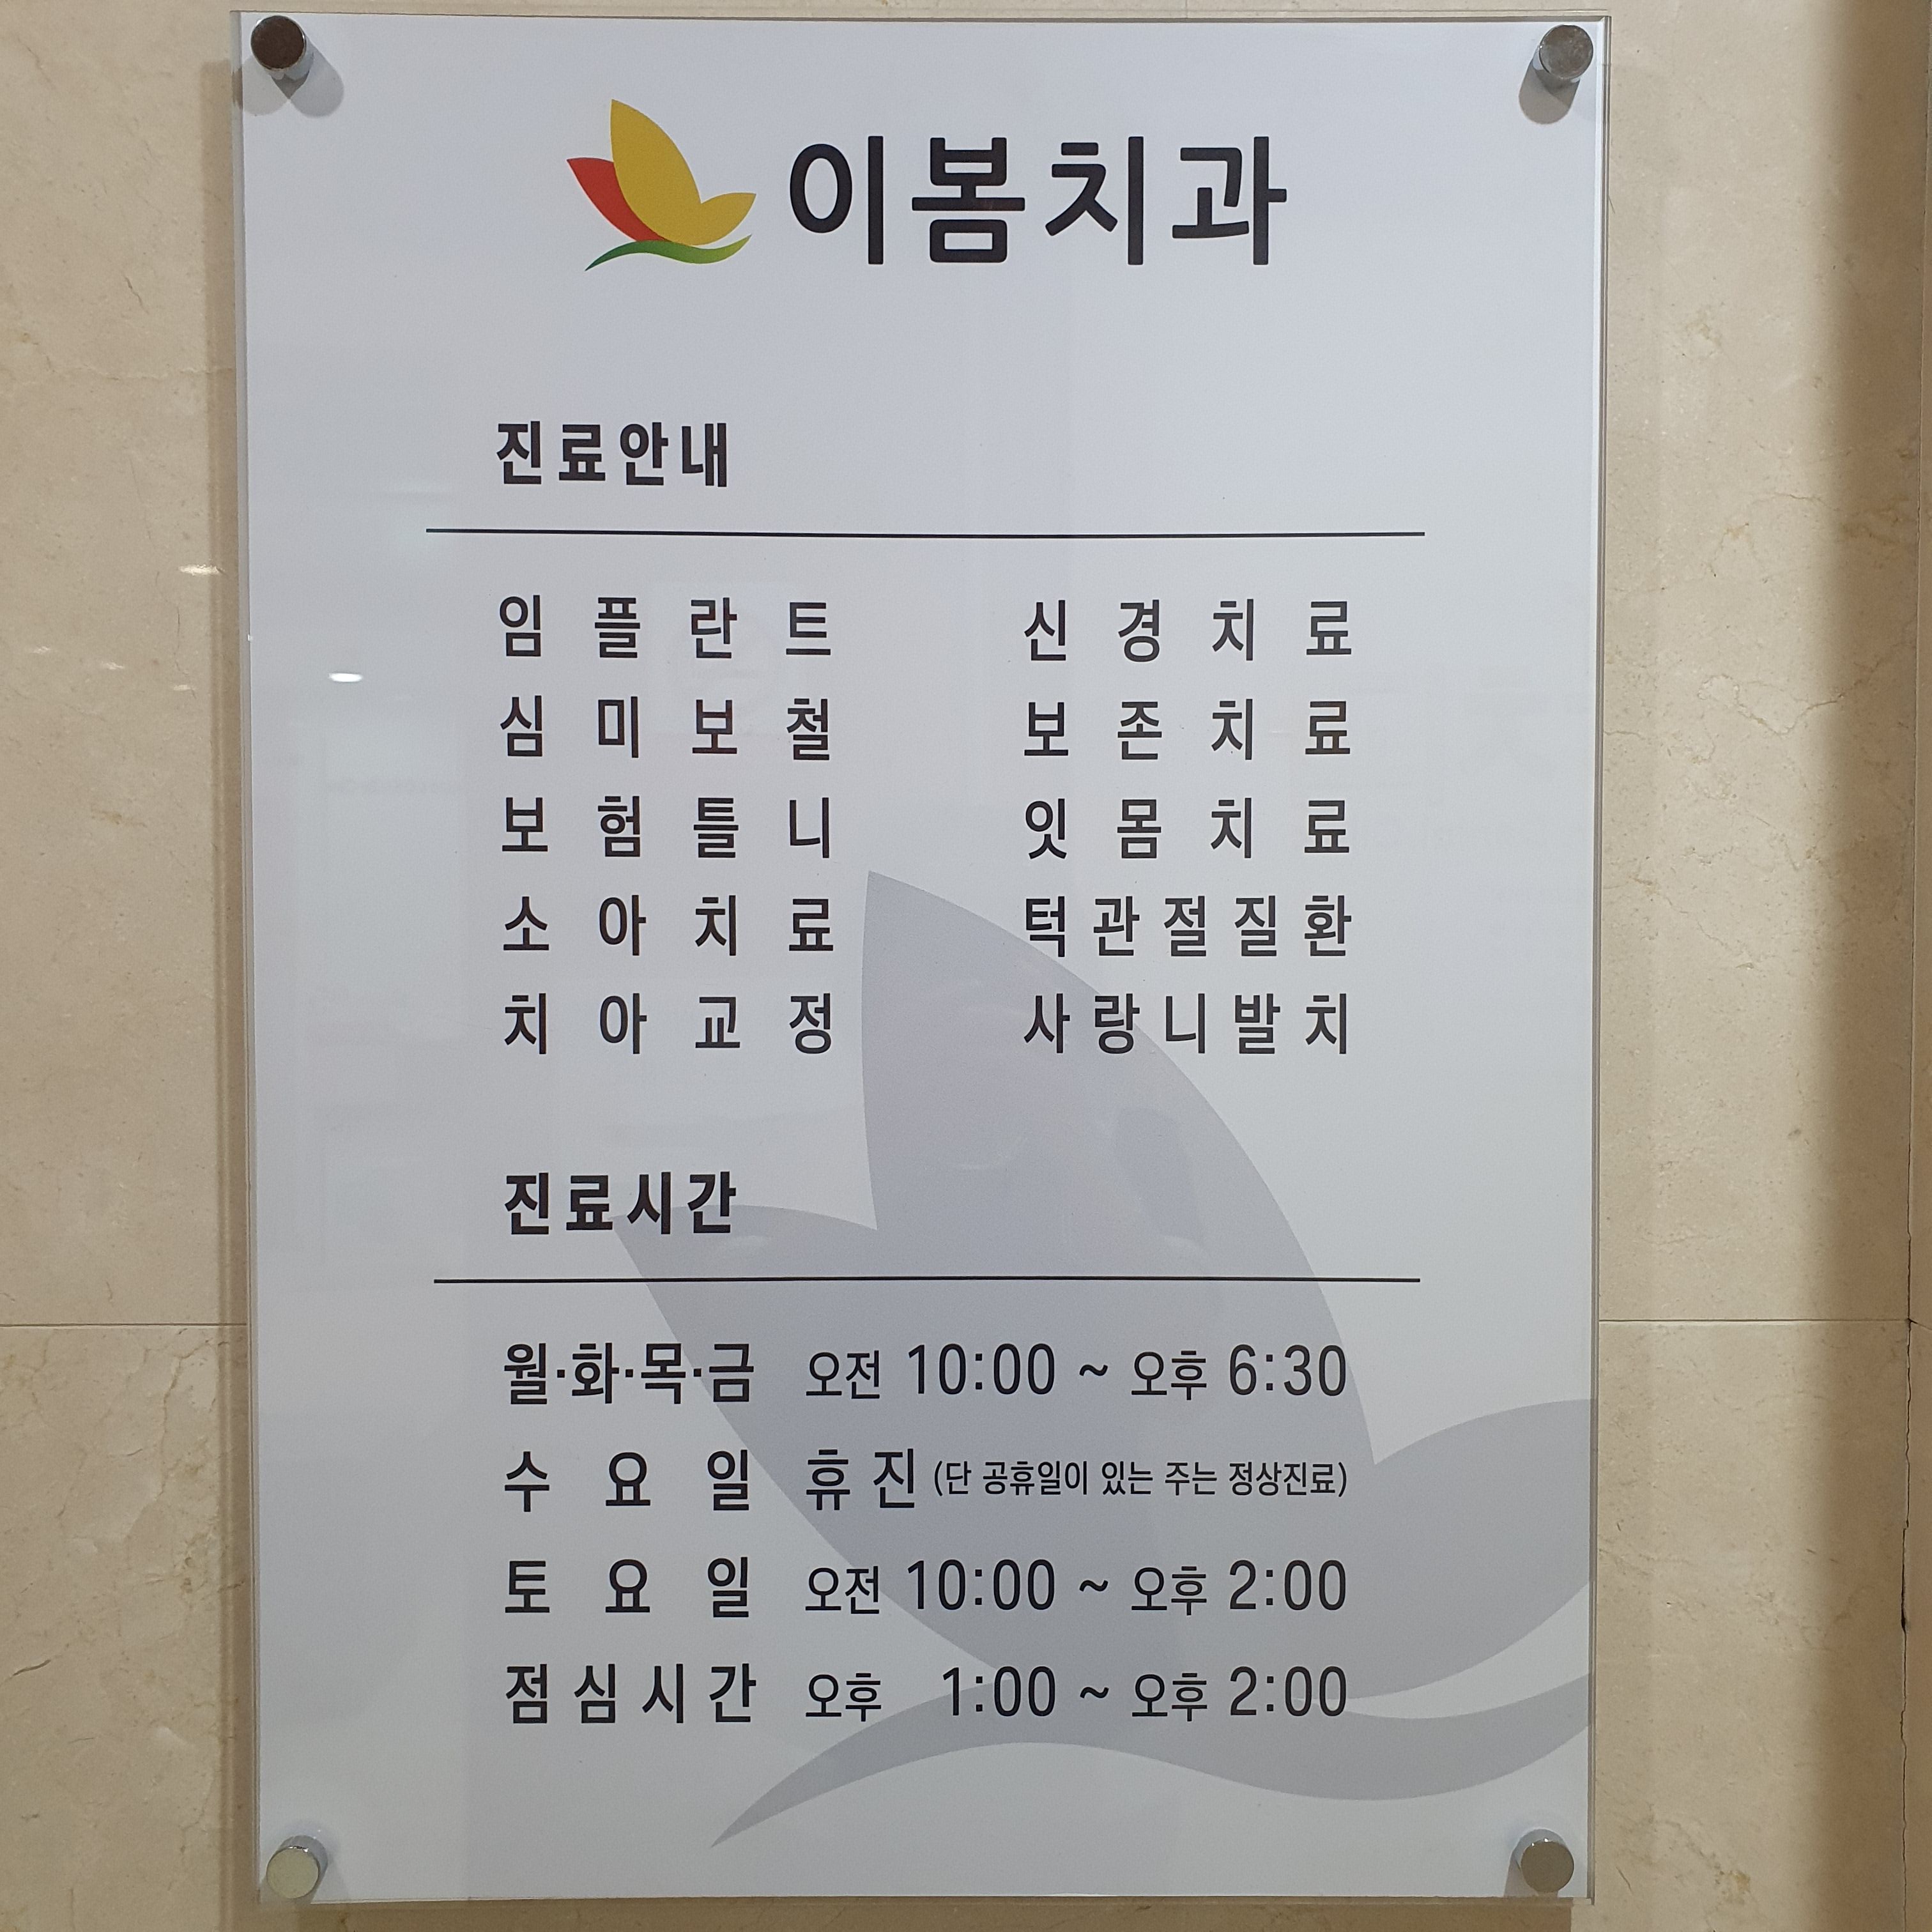 이봄치과
진료안내
임플란트 신경치료
심미보철 보존치료
보험틀니 잇몸치료
소아치료 턱관절질환
치아교정 사랑니발치
진료시간
월·화·목·금 오전 10:00 ~ 오후 6:30
수요일 휴진 (단 공휴일이 있는 주는 정상진료)
토요일 오전 10:00 ~ 오후 2:00
점심시간 오후 1:00 ~ 오후 2:00